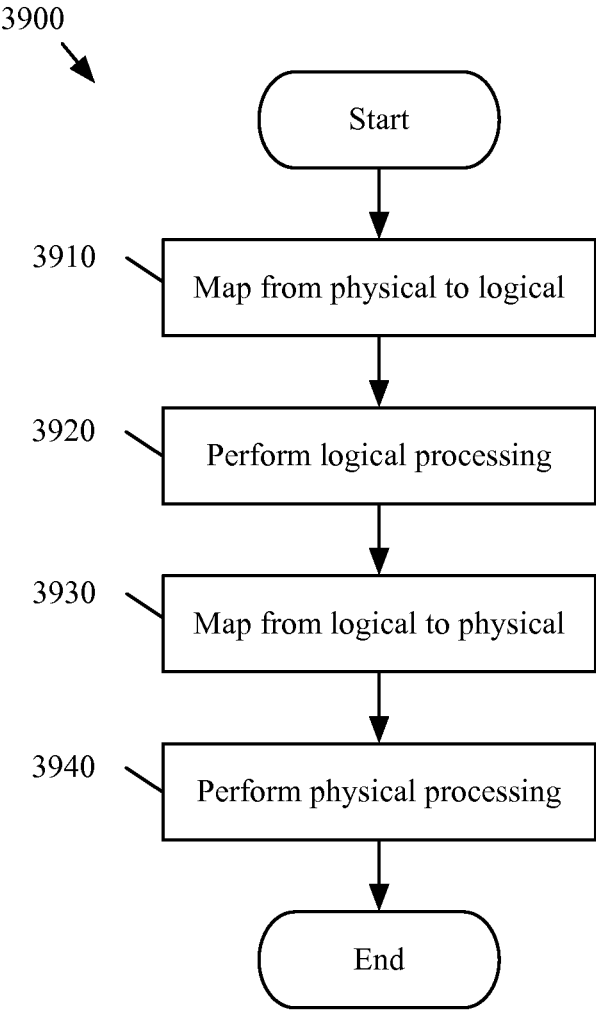 3900
Start
3910
Map from physical to logical
3920
Perform logical processing
3930
Map from logical to physical
3940
Perform physical processing
End